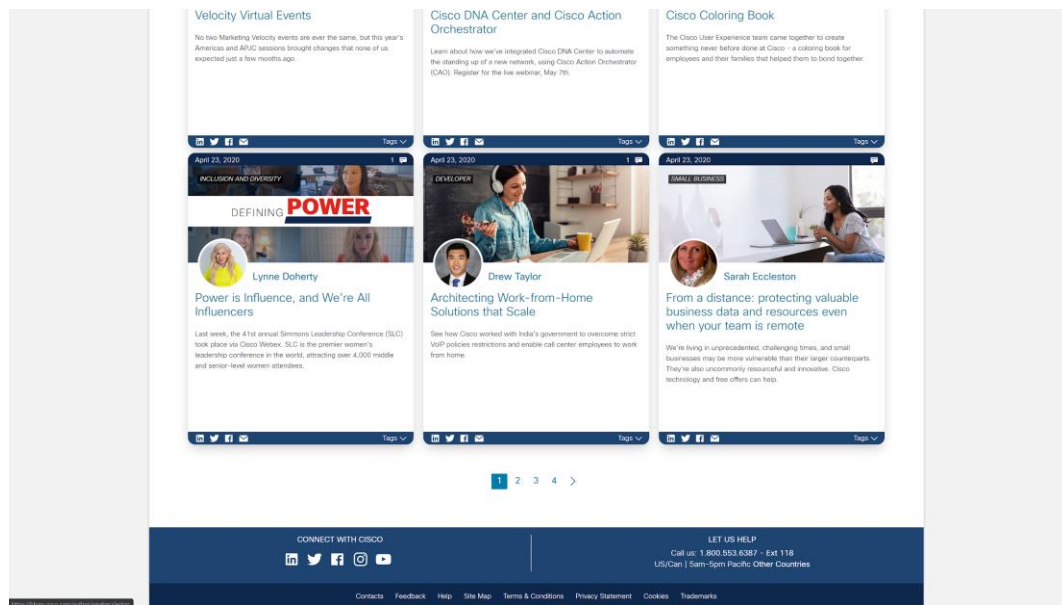 Velocity Virtual Events
No two Marketing Velocity events are ever the same, but this year's
Americas and APJC sessions brought changes that none of us
expected just a few months ago.
Tags
Cisco DNA Center and Cisco Action
Orchestrator
Learn about how we've integrated Cisco DNA Center to automate
the standing up of a new network, using Cisco Action Orchestrator
(CAO). Register for the live webinar, May 7th.
Tags
Cisco Coloring Book
The Cisco User Experience team came together to create
something never before done at Cisco - a coloring book for
employees and their families that helped them to bond together.
Tags
April 23, 2020 1
INCLUSION AND DIVERSITY
DEFINING POWER
Lynne Doherty
Power is Influence, and We're All
Influencers
Last week, the 41st annual Simmons Leadership Conference (SLC)
took place via Cisco Webex. SLC is the premier women's
leadership conference in the world, attracting over 4,000 middle
and senior-level women attendees.
Tags
April 23, 2020 1
DEVELOPER
Drew Taylor
Architecting Work-from-Home
Solutions that Scale
See how Cisco worked with India's government to overcome strict
VoIP policies restrictions and enable call center employees to work
from home.
Tags
April 23, 2020
SMALL BUSINESS
Sarah Eccleston
From a distance: protecting valuable
business data and resources even
when your team is remote
We're living in unprecedented, challenging times, and small
businesses may be more vulnerable than their larger counterparts.
They're also uncommonly resourceful and innovative. Cisco
technology and free offers can help.
Tags
1 2 3 4
CONNECT WITH CISCO
LET US HELP
Call us: 1.800.553.6387 - Ext 118
US/Can | 5am-5pm Pacific Other Countries
Contacts Feedback Help Site Map Terms & Conditions Privacy Statement Cookies Trademarks